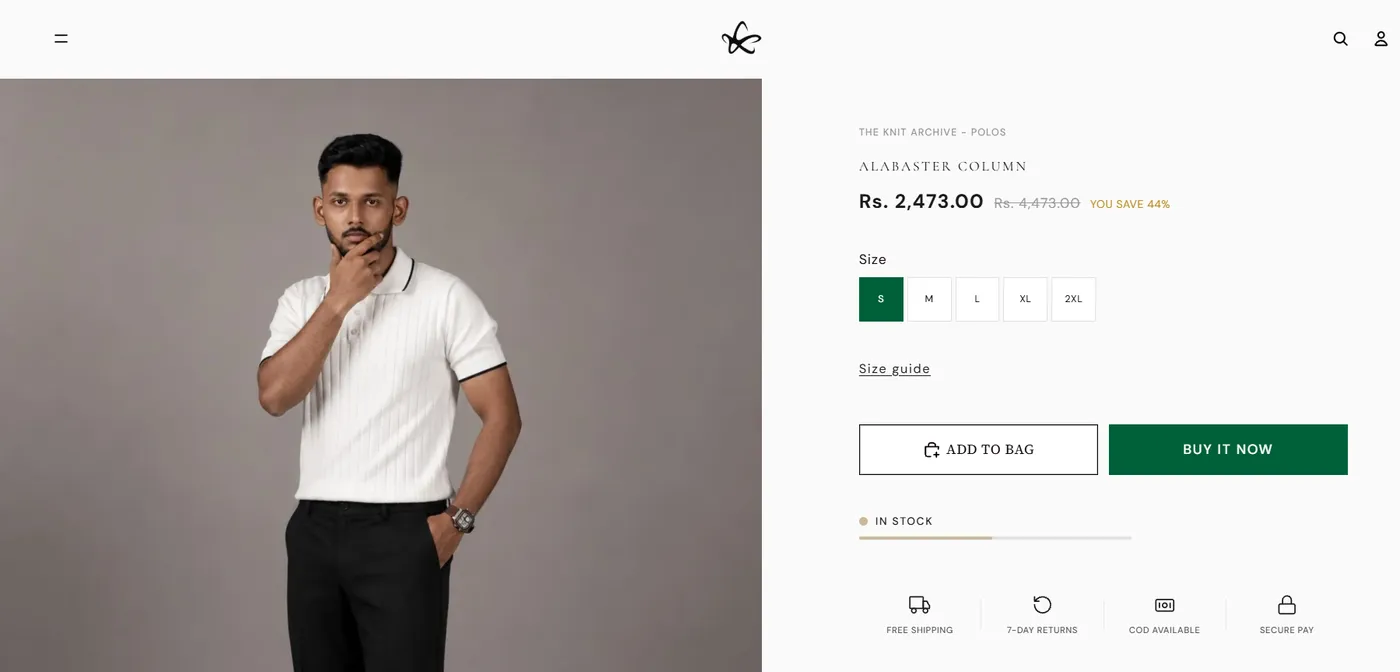 THE KNIT ARCHIVE – POLOS
ALABASTER COLUMN
Rs. 2,473.00 Rs. 4,473.00 YOU SAVE 44%
Size
S M L XL 2XL
Size guide
ADD TO BAG BUY IT NOW
IN STOCK
FREE SHIPPING 7-DAY RETURNS COD AVAILABLE SECURE PAY